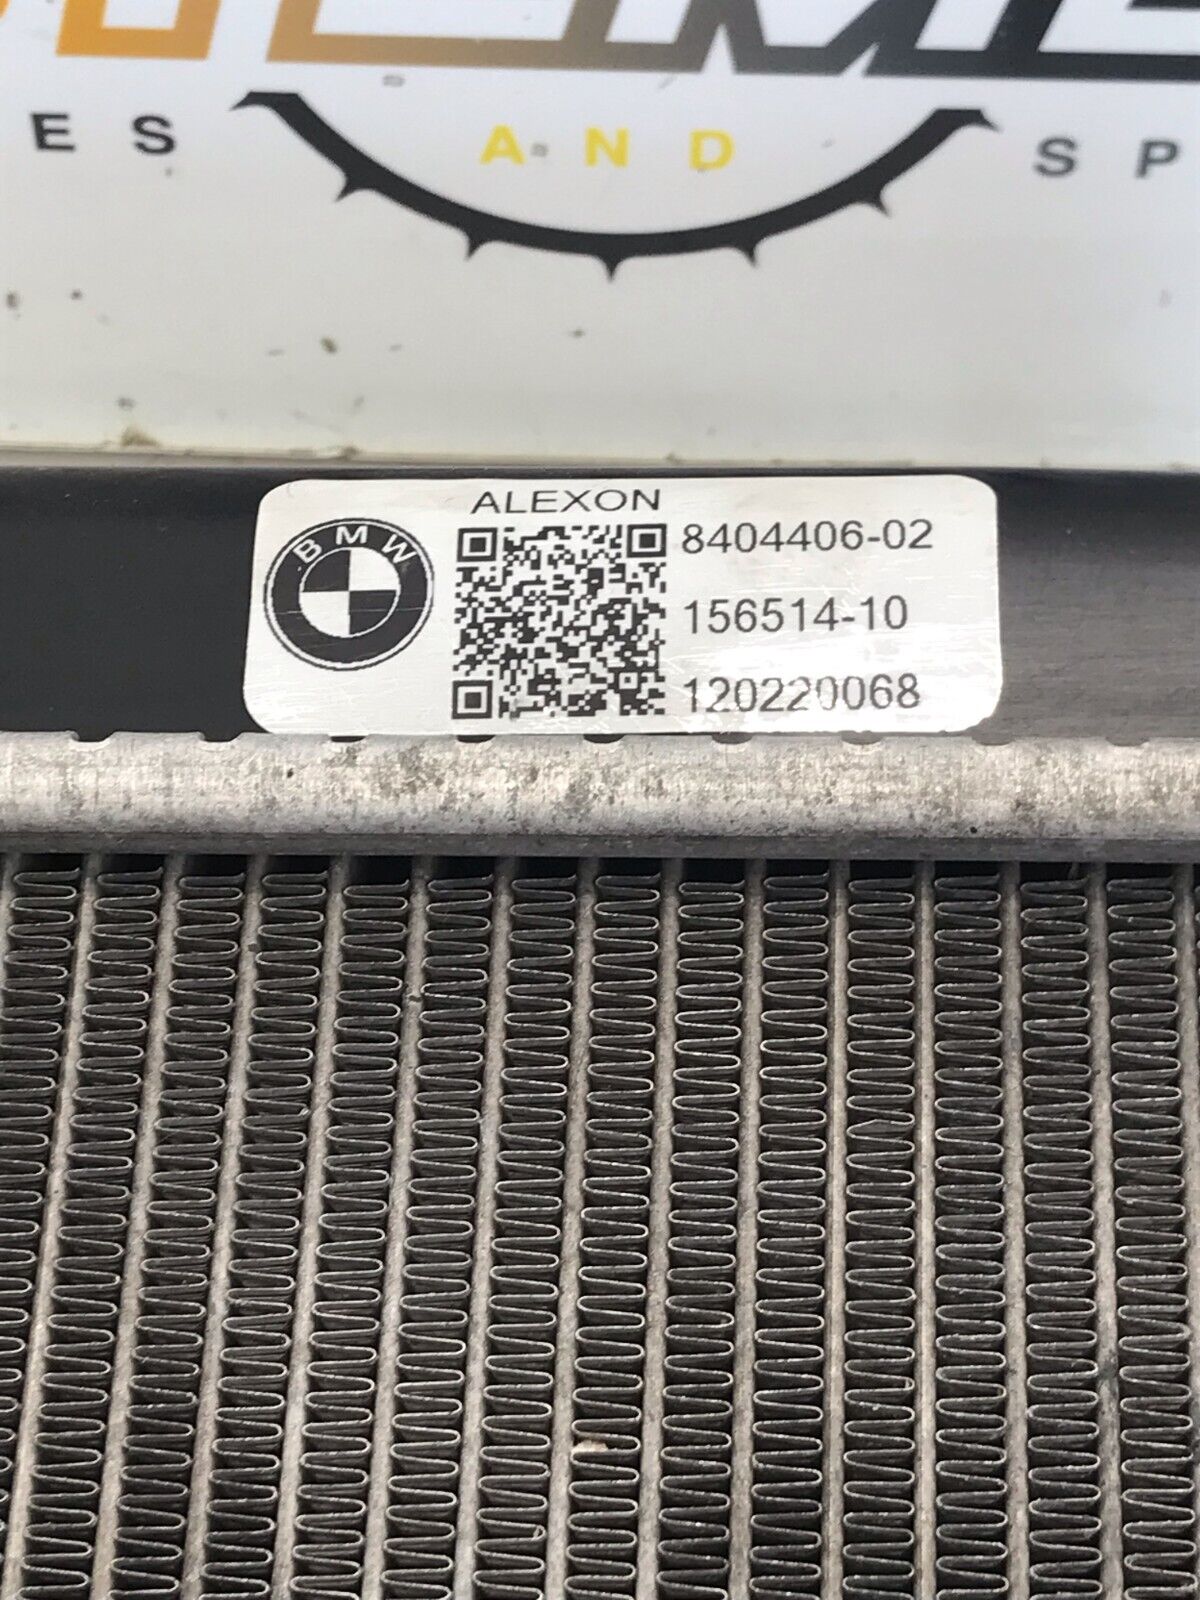 ES AND SP
ALEXON
BMW
8404406-02
156514-10
120220068